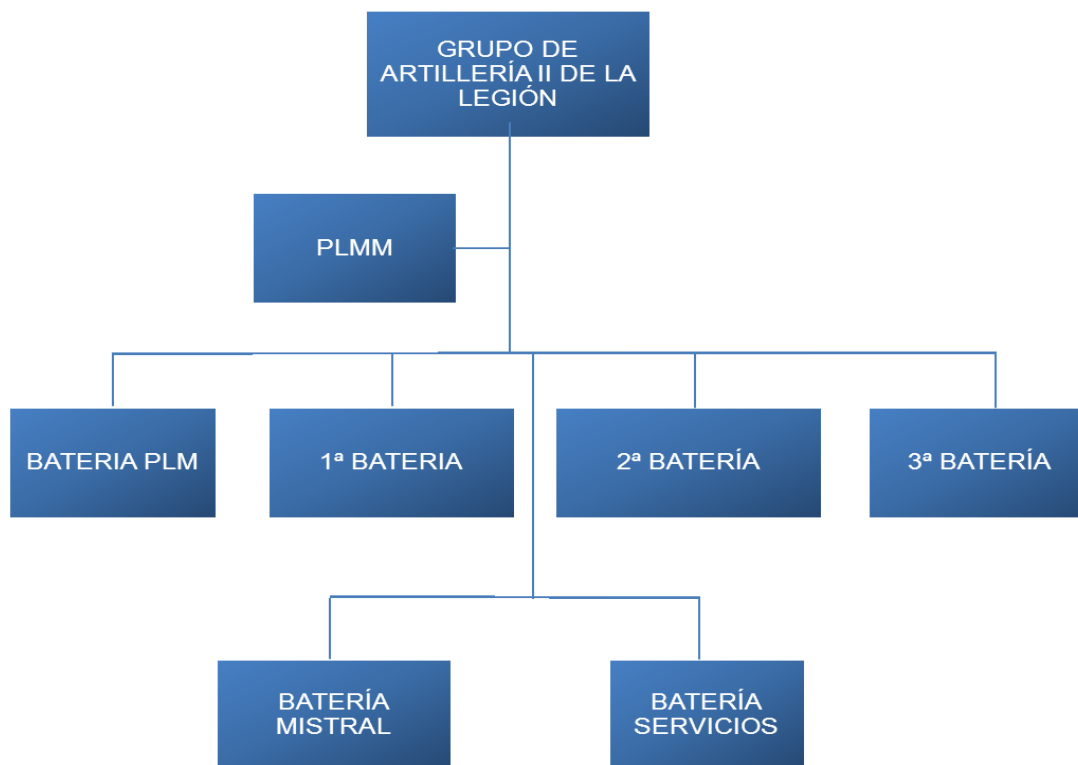 GRUPO DE
ARTILLERÍA II DE LA
LEGIÓN
PLMM
BATERIA PLM
1ª BATERIA
2ª BATERÍA
3ª BATERÍA
BATERÍA
MISTRAL
BATERÍA
SERVICIOS